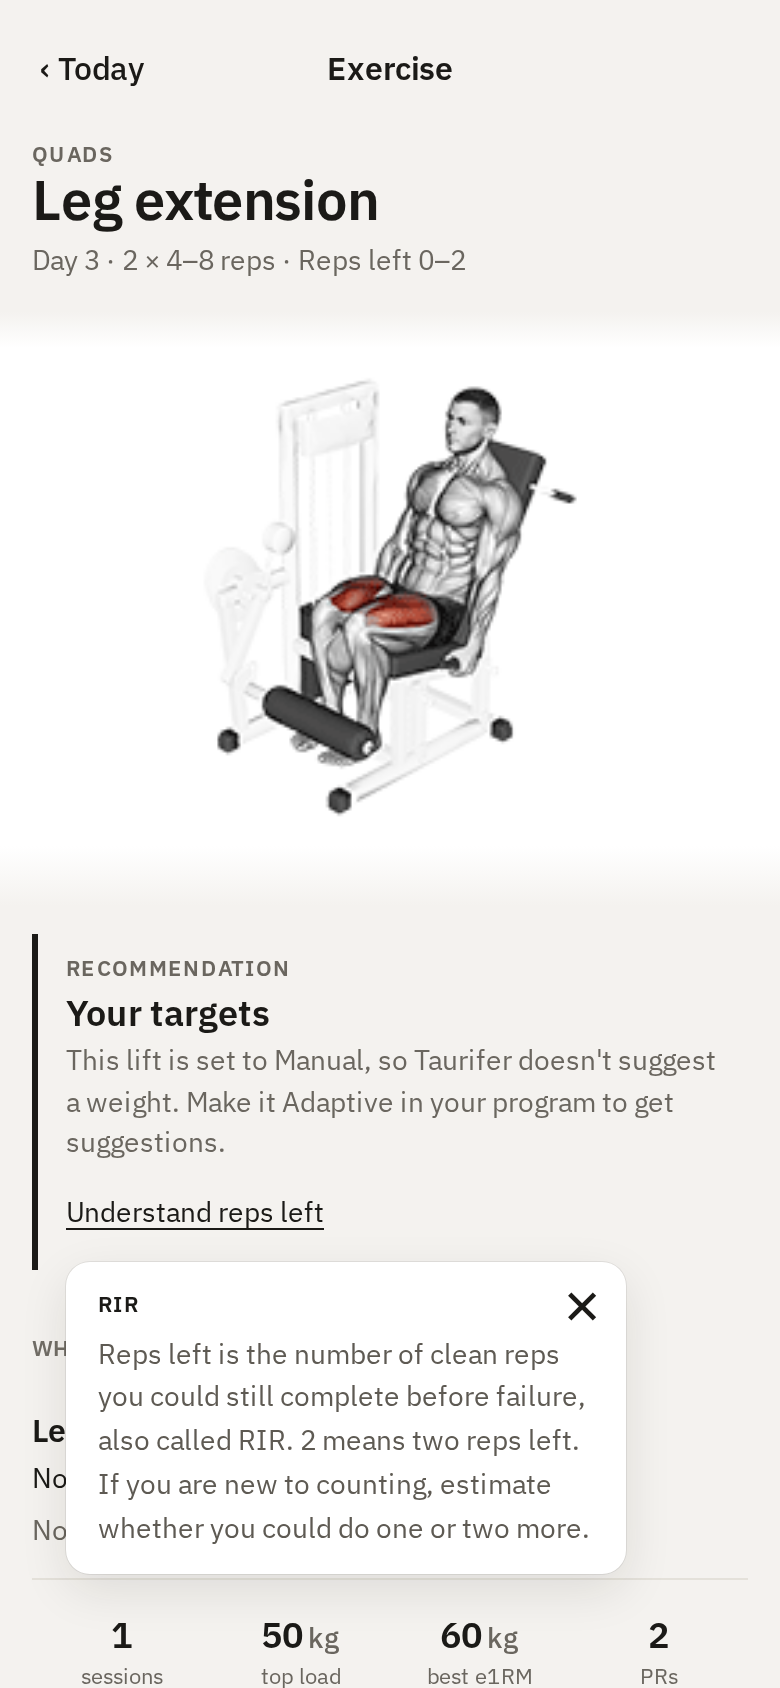 ‹ Today
Exercise
QUADS
Leg extension
Day 3 · 2 × 4–8 reps · Reps left 0–2
RECOMMENDATION
Your targets
This lift is set to Manual, so Taurifer doesn't suggest
a weight. Make it Adaptive in your program to get
suggestions.
Understand reps left
RIR
Reps left is the number of clean reps
you could still complete before failure,
also called RIR. 2 means two reps left.
If you are new to counting, estimate
whether you could do one or two more.
1
sessions
50 kg
top load
60 kg
best e1RM
2
PRs